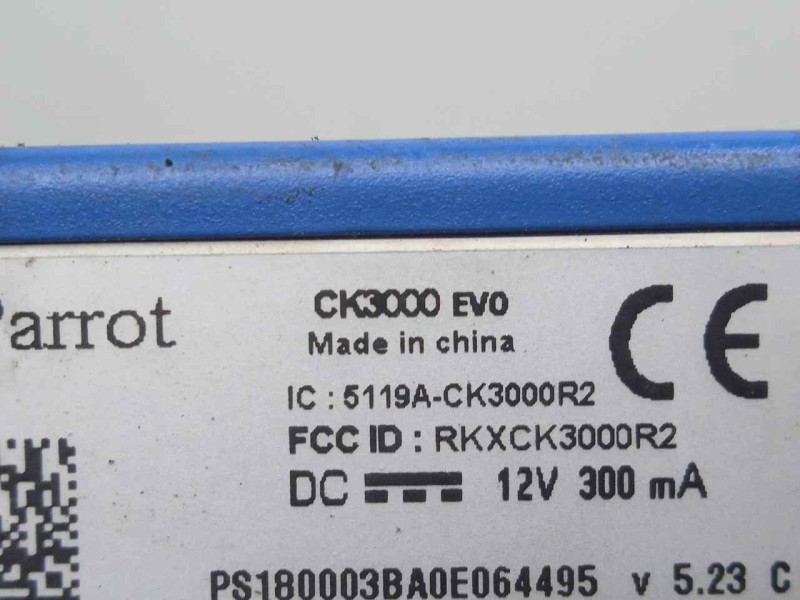 Parrot
CK3000 EVO
Made in china
IC : 5119A-CK3000R2
FCC ID : RKXCK3000R2
DC 12V 300 mA
CE
PS180003BA0E064495 v 5.23 C